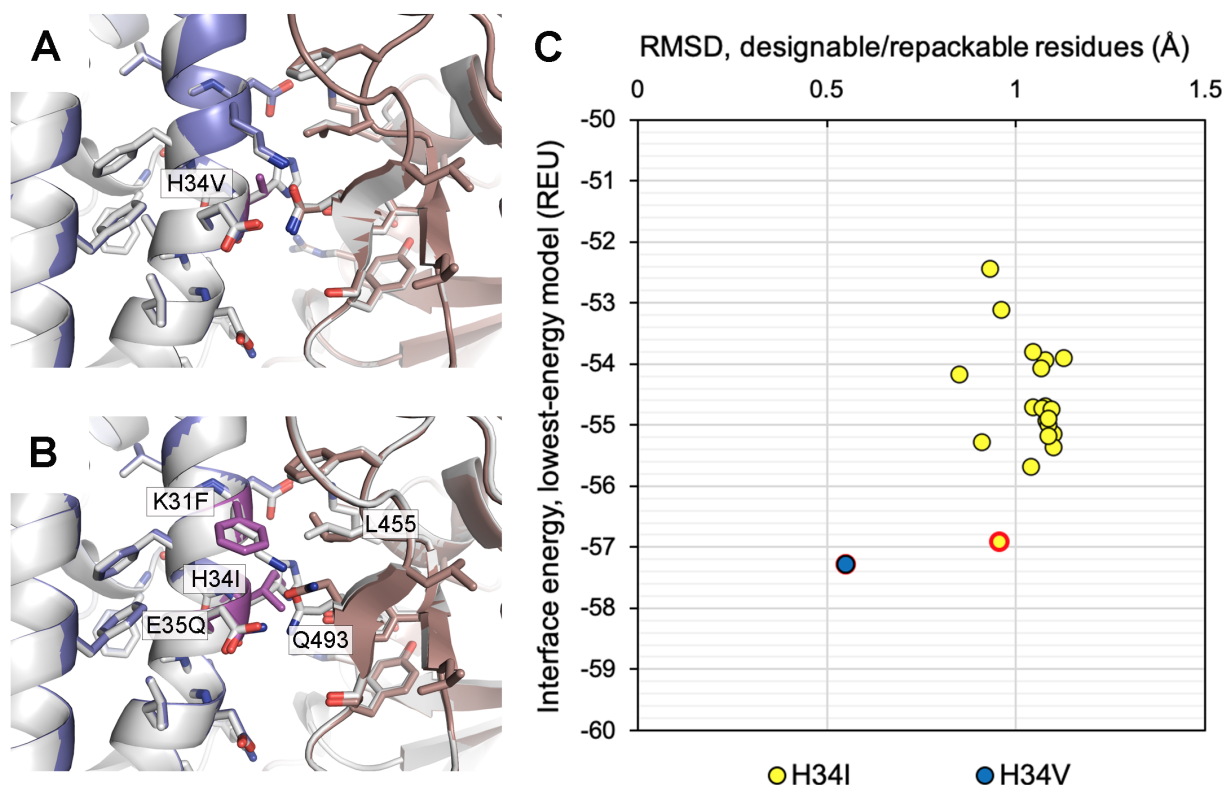 A
H34V
B
K31F
L455
H34I
E35Q
Q493
C
RMSD, designable/repackable residues (Å)
0 0.5 1 1.5
Interface energy, lowest-energy model (REU)
-50
-51
-52
-53
-54
-55
-56
-57
-58
-59
-60
H34I H34V